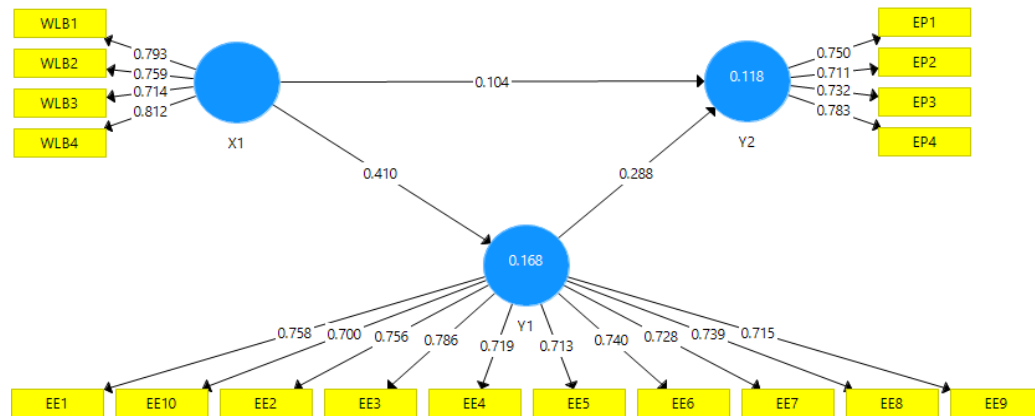 WLB1
WLB2
WLB3
WLB4
0.793
0.759
0.714
0.812
X1
0.104
0.118
Y2
0.750
0.711
0.732
0.783
EP1
EP2
EP3
EP4
0.410
0.288
0.168
Y1
0.758
0.700
0.756
0.786
0.719
0.713
0.740
0.728
0.739
0.715
EE1
EE10
EE2
EE3
EE4
EE5
EE6
EE7
EE8
EE9